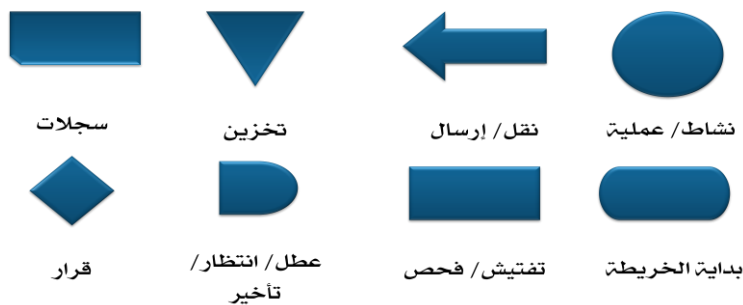 نشاط/ عملية
نقل/ إرسال
تخزين
سجلات
بداية الخريطة
تفتيش/ فحص
عطل/ انتظار/
تأخير
قرار